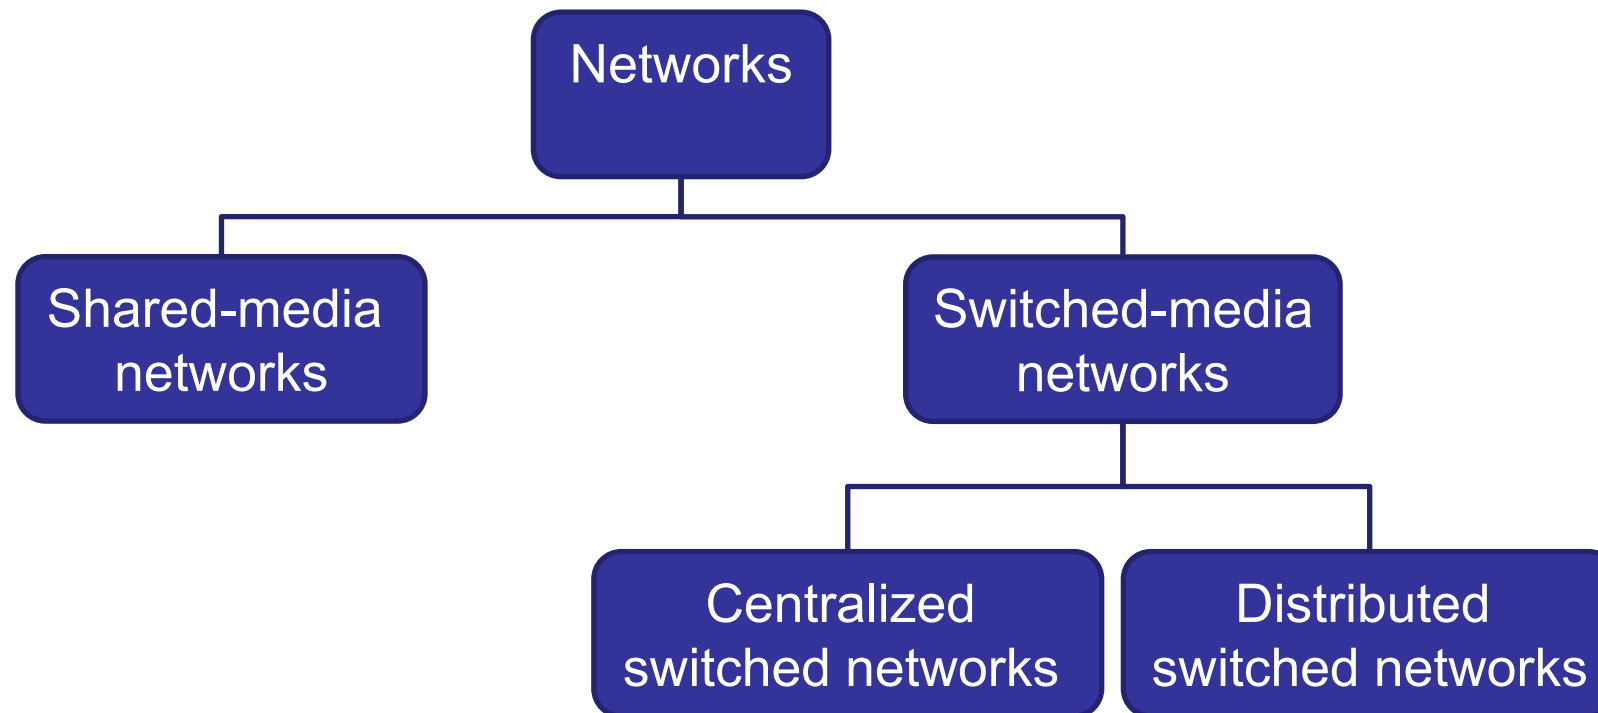 Networks
Shared-media
networks
Switched-media
networks
Centralized
switched networks
Distributed
switched networks